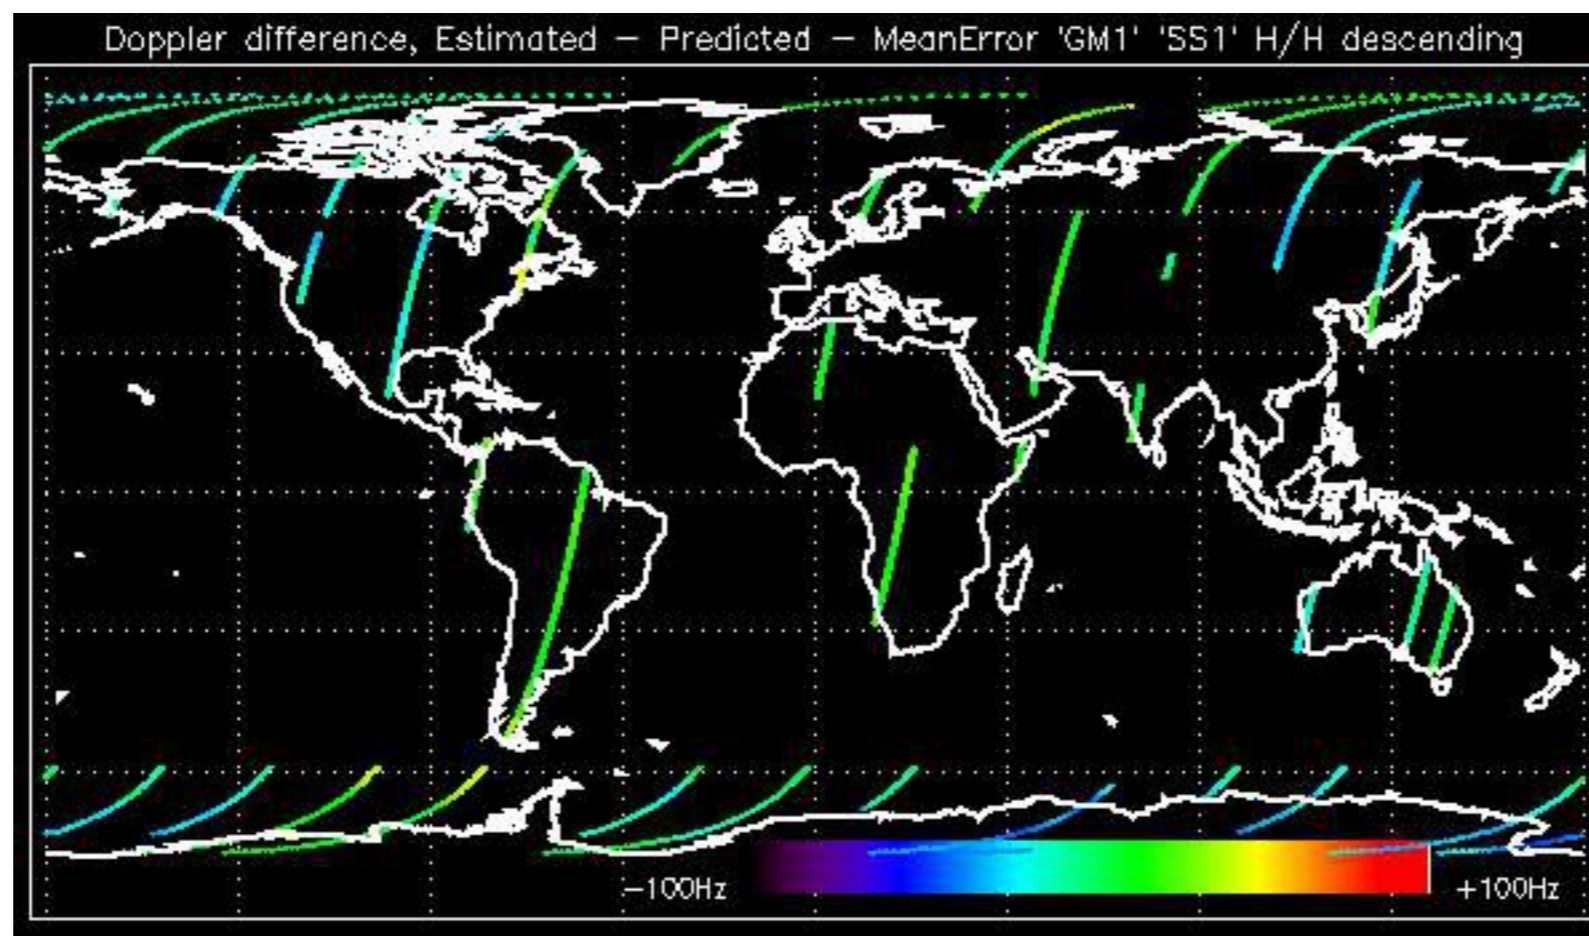 Doppler difference, Estimated – Predicted – MeanError 'GM1' 'SS1' H/H descending
−100Hz
+100Hz